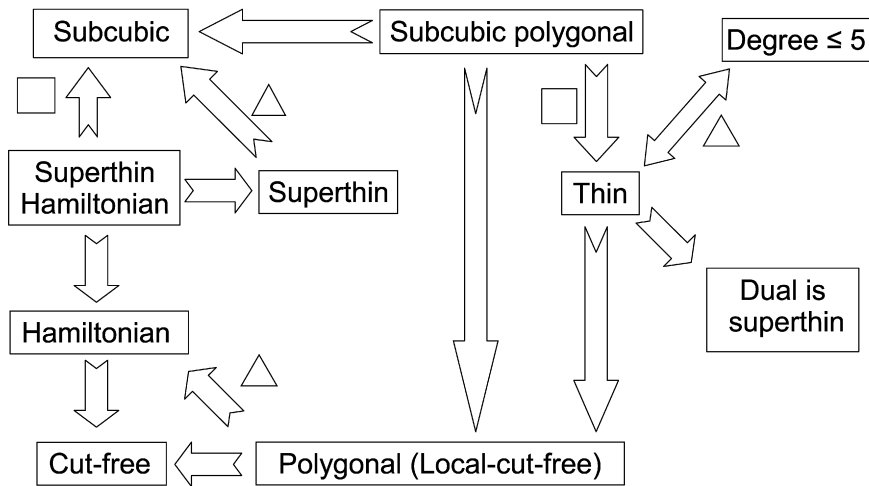 Subcubic
Subcubic polygonal
Degree ≤ 5
Superthin
Hamiltonian
Superthin
Thin
Dual is
superthin
Hamiltonian
Cut-free
Polygonal (Local-cut-free)